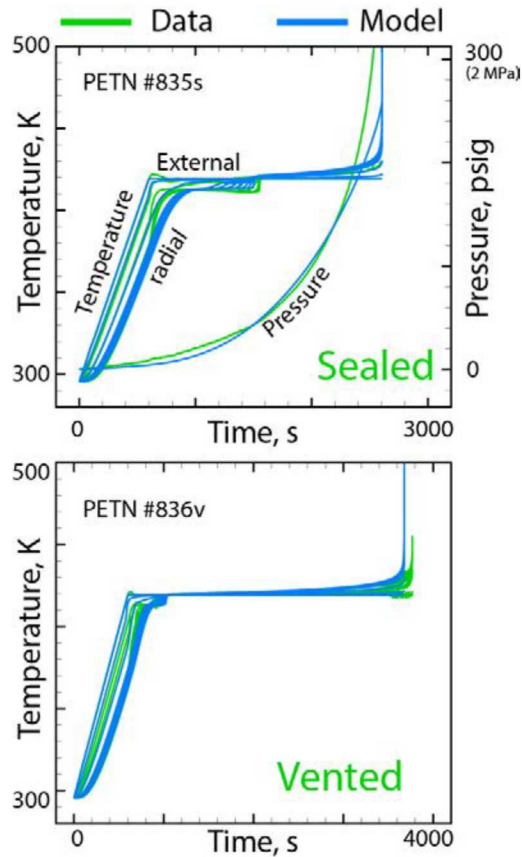 Data Model
500
PETN #835s
300
(2 MPa)
External
Temperature
radial
Pressure
Temperature, K
Pressure, psig
Sealed
300
0
0
3000
Time, s
500
PETN #836v
Temperature, K
Vented
300
0
4000
Time, s